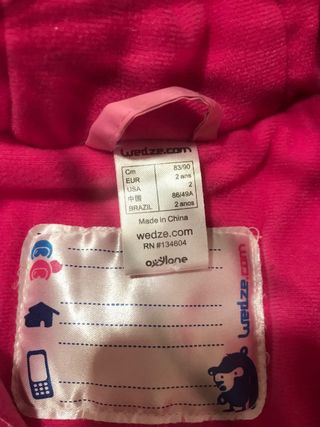 wedze.com
Cm 83/90
EUR 2 ans
USA 2
中国 86/49A
BRAZIL 2 anos
Made in China
wedze.com
RN #134604
oxylane
wedze.com